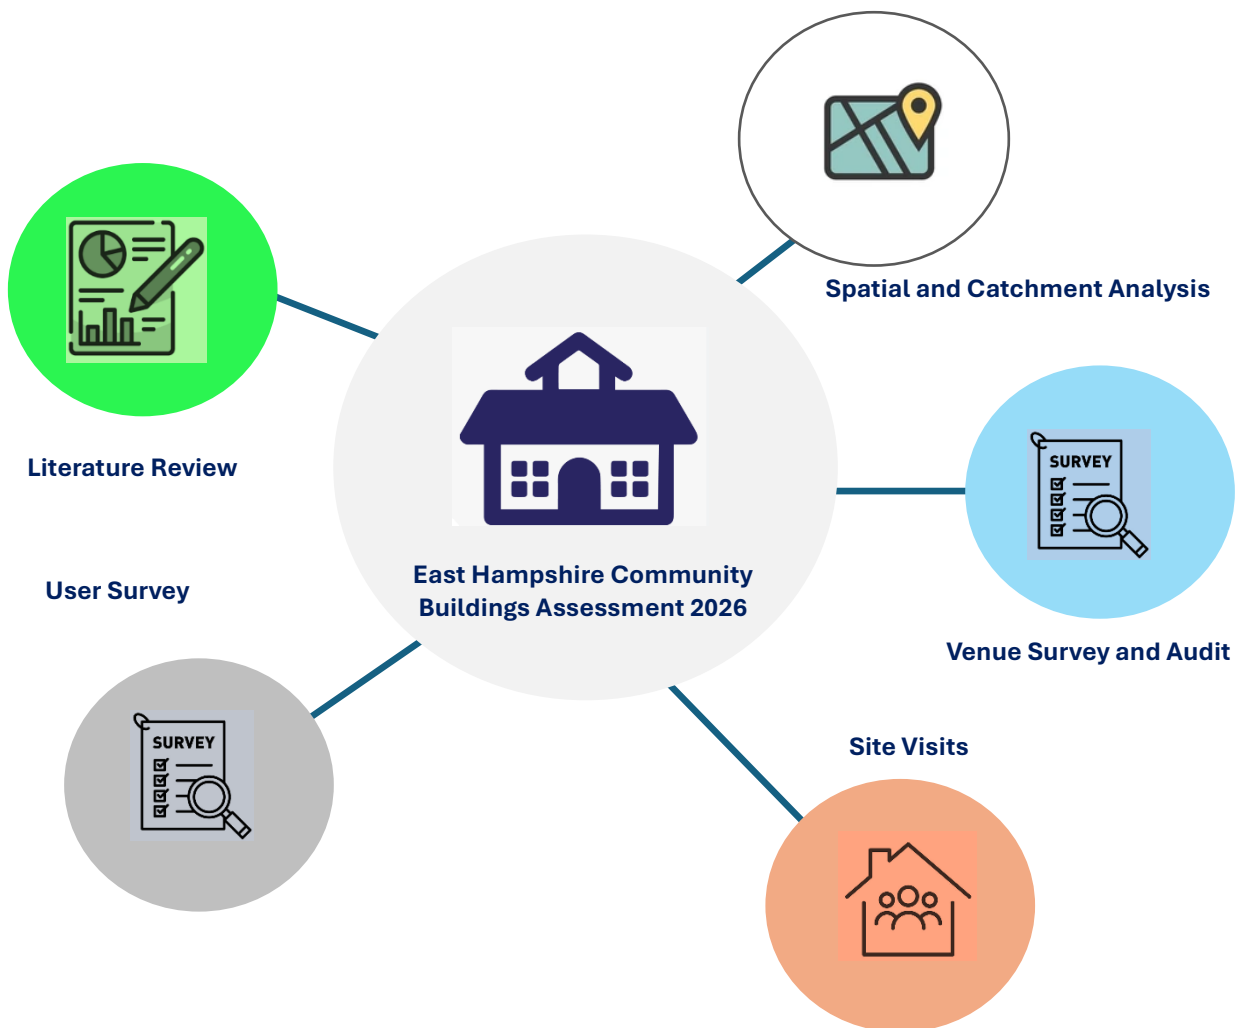 Spatial and Catchment Analysis
Literature Review
SURVEY
East Hampshire Community
Buildings Assessment 2026
User Survey
Venue Survey and Audit
SURVEY
Site Visits